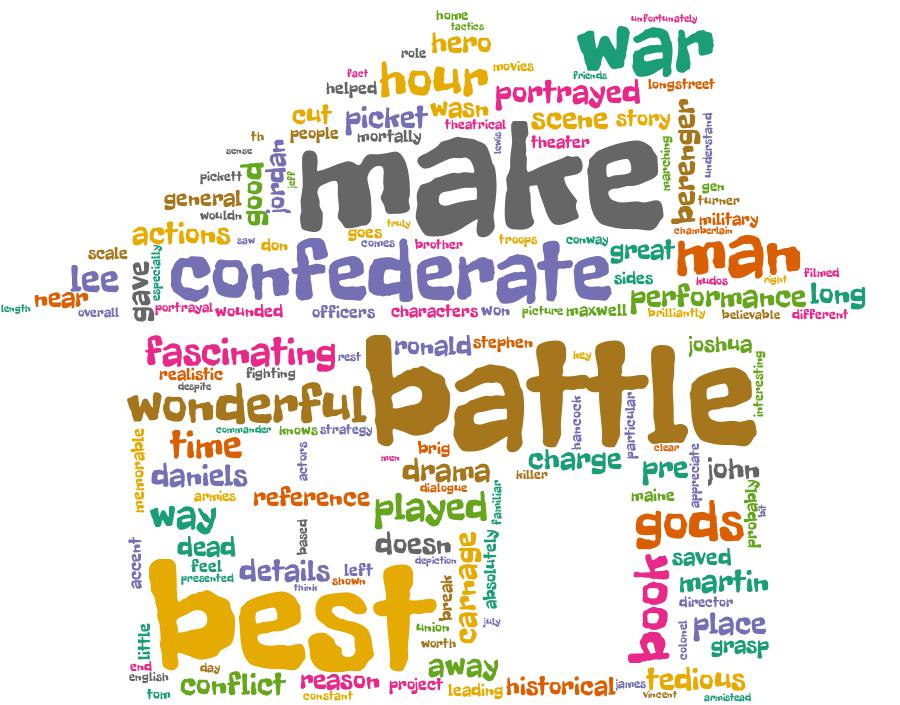 home
unfortunately
tactics
role
hero
war
fact
hour
movies
friends
helped
portrayed
longstreet
cut
picket
wasn
scene
story
th
people
mortally
theatrical
lewis
theater
marching
berenger
understand
sense
make
pickett
good
jordan
jeff
gen
general
turner
wouldn
military
truly
chamberlain
actions
saw
don
goes
comes
brother
troops
conway
great
man
scale
especially
confederate
lee
gave
sides
kudos
right
filmed
near
performance
long
length
overall
portrayal
wounded
officers
characters
won
picture
maxwell
brilliantly
believable
different
fascinating
rest
ronald
stephen
key
battle
joshua
interesting
realistic
fighting
despite
wonderful
hancock
particular
commander
knows
strategy
memorable
time
actors
men
brig
clear
appreciate
daniels
drama
killer
charge
pre
john
dialogue
armies
reference
played
familiar
maine
probably
bit
way
gods
based
dead
doesn
carnage
absolutely
accent
feel
presented
details
left
depiction
think
shown
book
saved
martin
best
break
director
july
little
union
colonel
place
worth
grasp
end
english
day
away
tom
conflict
reason
constant
project
leading
historical
james
vincent
tedious
armistead